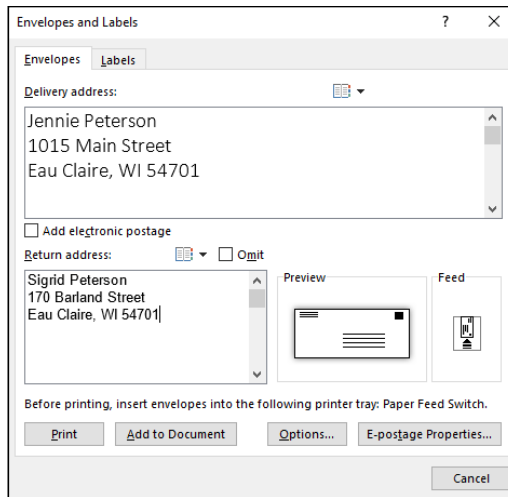 Envelopes and Labels
?
Envelopes
Labels
Delivery address:
Jennie Peterson
1015 Main Street
Eau Claire, WI 54701
Add electronic postage
Return address:
Omit
Sigrid Peterson
170 Barland Street
Eau Claire, WI 54701
Preview
Feed
Before printing, insert envelopes into the following printer tray: Paper Feed Switch.
Print
Add to Document
Options...
E-postage Properties...
Cancel